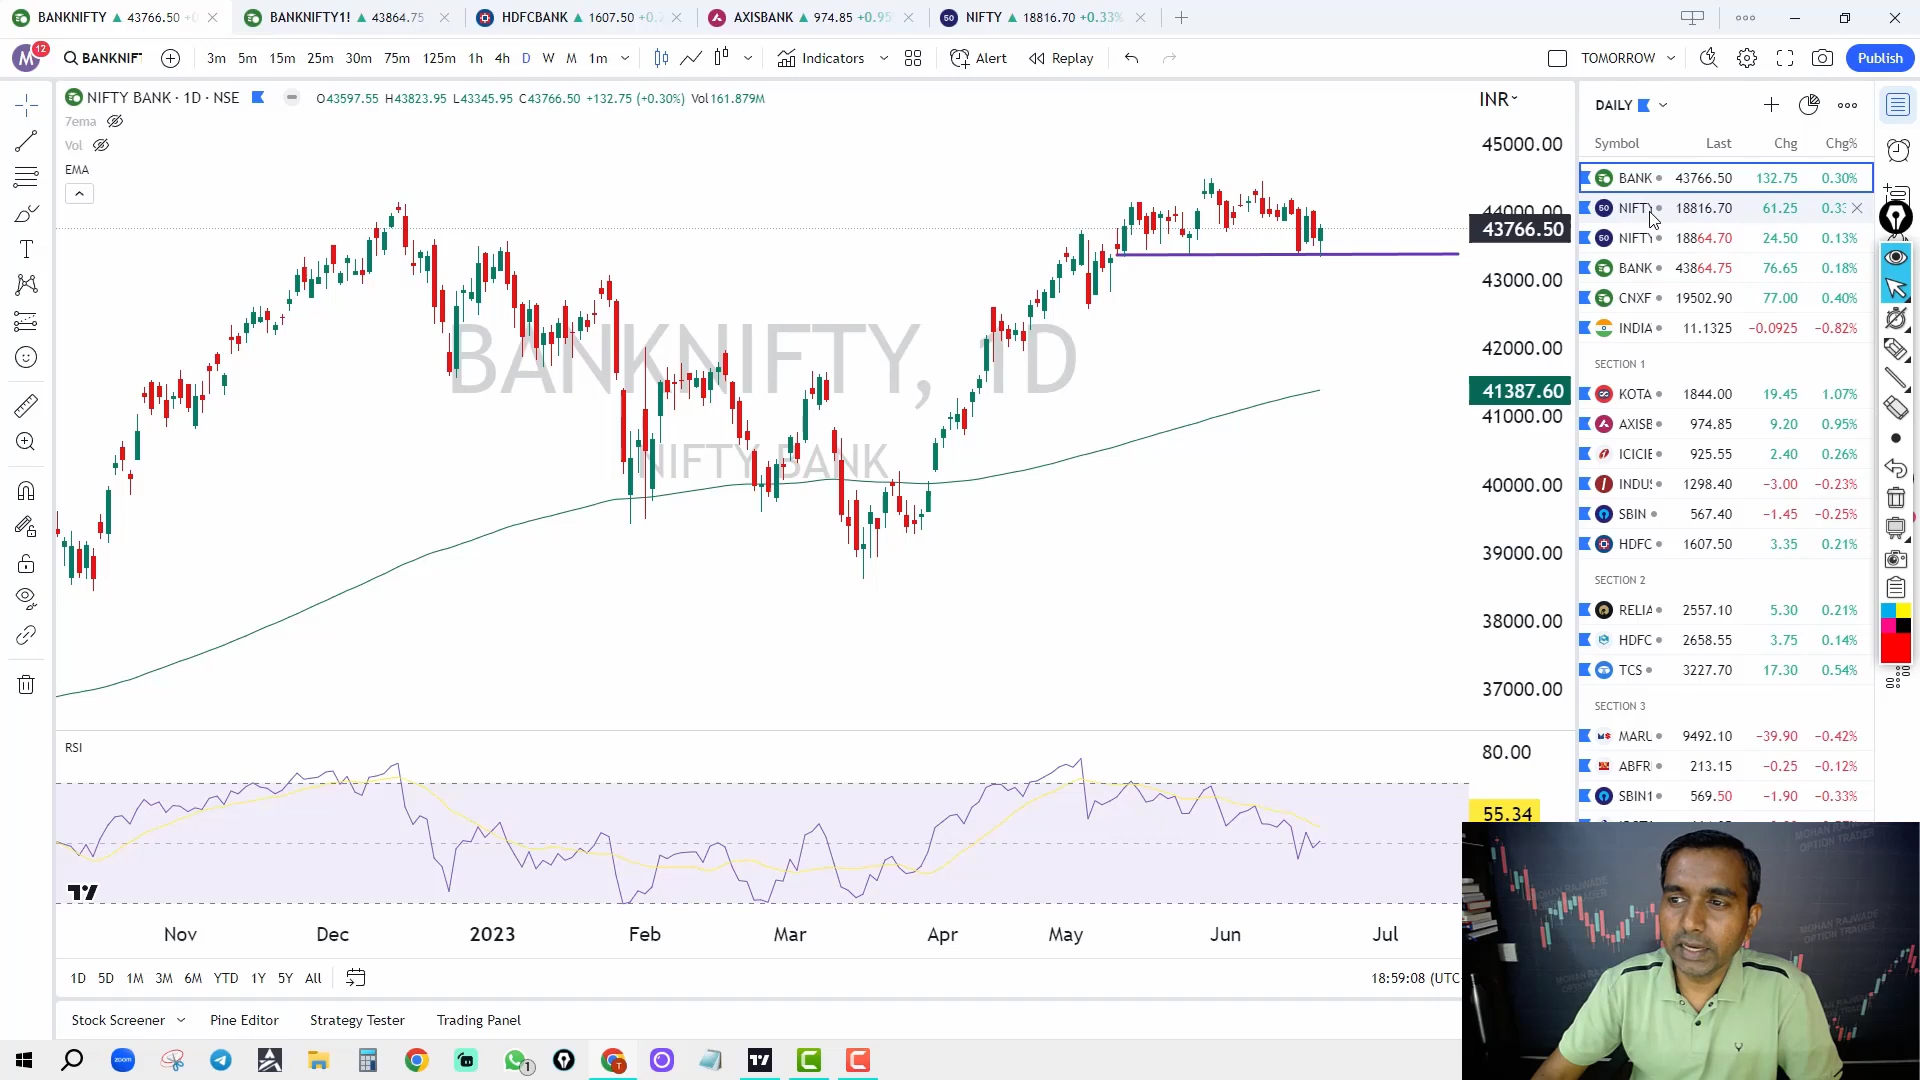 BANKNIFTY ▲ 43766.50
BANKNIFTY1! ▲ 43864.75
HDFCBANK ▲ 1607.50
AXISBANK ▲ 974.85 +0.95
NIFTY ▲ 18816.70 +0.33%
M 12 BANKNIF 3m 5m 15m 25m 30m 75m 125m 1h 4h D W M 1m Indicators Alert Replay TOMORROW Publish
NIFTY BANK · 1D · NSE O43597.55 H43823.95 L43345.95 C43766.50 +132.75 (+0.30%) Vol161.879M
7ema
Vol
EMA
INR
45000.00
44000.00
43766.50
43000.00
42000.00
41387.60
41000.00
40000.00
39000.00
38000.00
37000.00
BANKNIFTY, 1D
NIFTY BANK
RSI
80.00
55.34
Nov Dec 2023 Feb Mar Apr May Jun Jul
1D 5D 1M 3M 6M YTD 1Y 5Y All 18:59:08 (UTC
Stock Screener Pine Editor Strategy Tester Trading Panel
DAILY
Symbol Last Chg Chg%
BANK 43766.50 132.75 0.30%
50 NIFTY 18816.70 61.25
50 NIFTY 18864.70 24.50 0.13%
BANK 43864.75 76.65 0.18%
CNXF 19502.90 77.00 0.40%
INDIA 11.1325 −0.0925 −0.82%
SECTION 1
KOTA 1844.00 19.45 1.07%
AXISB 974.85 9.20 0.95%
ICICIE 925.55 2.40 0.26%
INDUS 1298.40 −3.00 −0.23%
SBIN 567.40 −1.45 −0.25%
HDFC 1607.50 3.35 0.21%
SECTION 2
RELIA 2557.10 5.30 0.21%
HDFC 2658.55 3.75 0.14%
TCS 3227.70 17.30 0.54%
SECTION 3
MARU 9492.10 −39.90 −0.42%
ABFR 213.15 −0.25 −0.12%
SBIN1 569.50 −1.90 −0.33%
MOHAN RAJWADE
OPTION TRADER
zoom
1